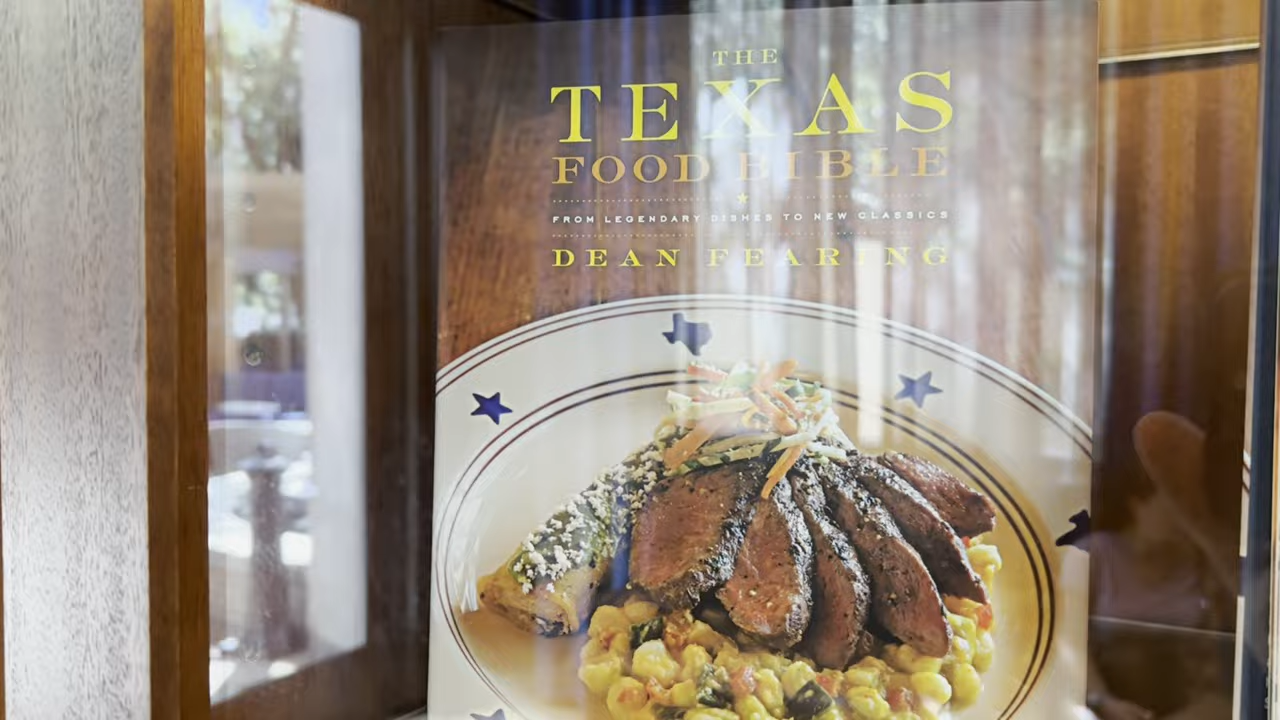 THE
TEXAS
FOOD BIBLE
FROM LEGENDARY DISHES TO NEW CLASSICS
DEAN FEARING